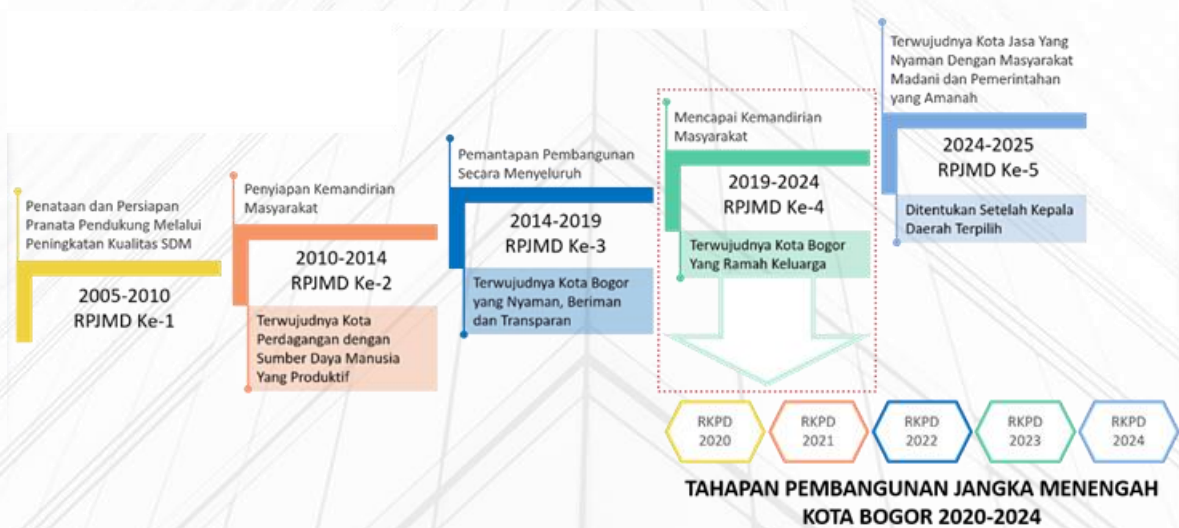 Penataan dan Persiapan
Pranata Pendukung Melalui
Peningkatan Kualitas SDM
2005-2010
RPJMD Ke-1
Penyiapan Kemandirian
Masyarakat
2010-2014
RPJMD Ke-2
Terwujudnya Kota
Perdagangan dengan
Sumber Daya Manusia
Yang Produktif
Pemantapan Pembangunan
Secara Menyeluruh
2014-2019
RPJMD Ke-3
Terwujudnya Kota Bogor
yang Nyaman, Beriman
dan Transparan
Mencapai Kemandirian
Masyarakat
2019-2024
RPJMD Ke-4
Terwujudnya Kota Bogor
Yang Ramah Keluarga
Terwujudnya Kota Jasa Yang
Nyaman Dengan Masyarakat
Madani dan Pemerintahan
yang Amanah
2024-2025
RPJMD Ke-5
Ditentukan Setelah Kepala
Daerah Terpilih
RKPD
2020
RKPD
2021
RKPD
2022
RKPD
2023
RKPD
2024
TAHAPAN PEMBANGUNAN JANGKA MENENGAH
KOTA BOGOR 2020-2024